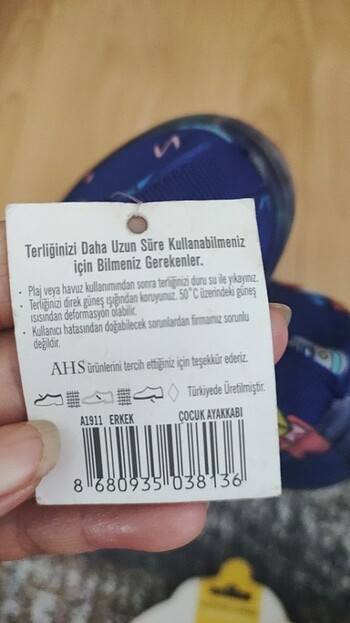 Terliğinizi Daha Uzun Süre Kullanabilmeniz
için Bilmeniz Gerekenler.
• Plaj veya havuz kullanımından sonra terliğinizi duru su ile yıkayınız.
• Terliğinizi direk güneş ışığından koruyunuz. 50°C üzerindeki güneş
ısısından deformasyon olabilir.
• Kullanıcı hatasından doğabilecek sorunlardan firmamız sorunlu
değildir.
AHS ürünlerini tercih ettiğiniz için teşekkür ederiz.
Türkiyede Üretilmiştir.
A1911 ERKEK ÇOCUK AYAKKABI
8 680935 038136